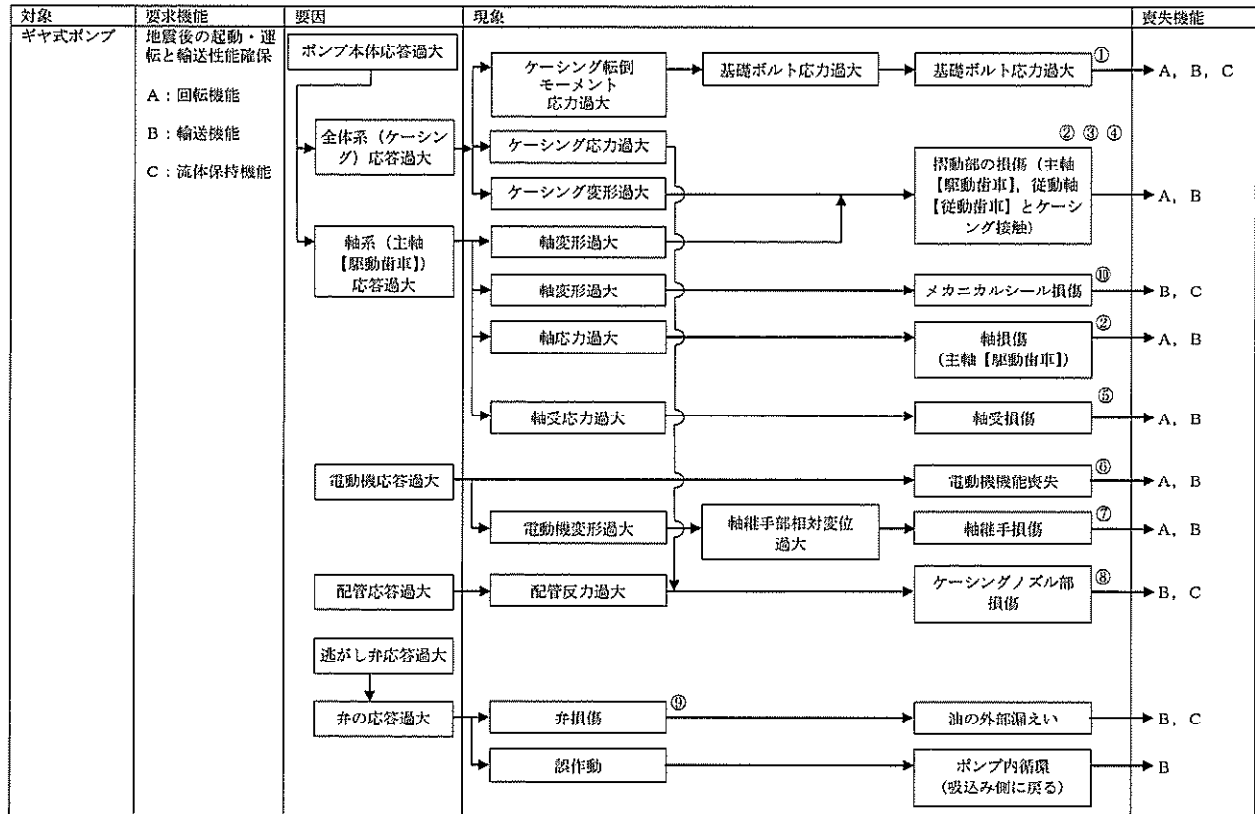 対象
要求機能
要因
現象
喪失機能
ギヤ式ポンプ
地震後の起動・運
転と輸送性能確保
A:回転機能
B:輸送機能
C:流体保持機能
ポンプ本体応答過大
ケーシング転倒
モーメント
応力過大
基礎ボルト応力過大
①
基礎ボルト応力過大
A, B, C
全体系(ケーシン
グ)応答過大
ケーシング応力過大
ケーシング変形過大
② ③ ④
摺動部の損傷(主軸
【駆動歯車】,従動軸
【従動歯車】とケーシ
ング接触)
A, B
軸系(主軸
【駆動歯車】)
応答過大
軸変形過大
軸変形過大
⑩
メカニカルシール損傷
B, C
軸応力過大
②
軸損傷
(主軸【駆動歯車】)
A, B
軸受応力過大
⑤
軸受損傷
A, B
電動機応答過大
⑥
電動機機能喪失
A, B
電動機変形過大
軸継手部相対変位
過大
⑦
軸継手損傷
A, B
配管応答過大
配管反力過大
⑧
ケーシングノズル部
損傷
B, C
逃がし弁応答過大
弁の応答過大
弁損傷
⑨
油の外部漏えい
B, C
誤作動
ポンプ内循環
(吸込み側に戻る)
B